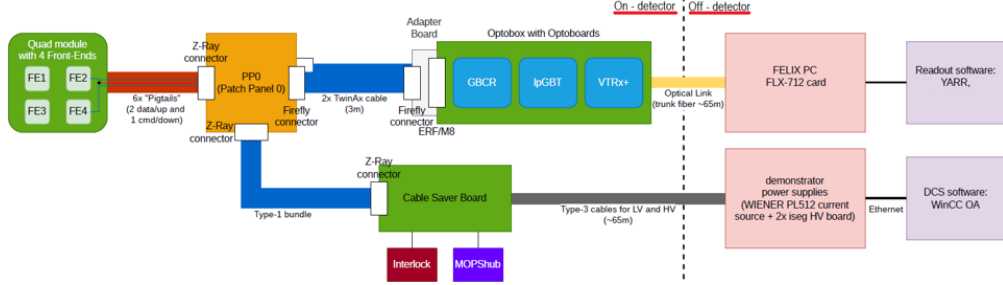 On - detector
Off - detector
Quad module
with 4 Front-Ends
FE1
FE2
FE3
FE4
6x "Pigtails"
(2 data/up and
1 cmd/down)
Z-Ray
connector
PP0
(Patch Panel 0)
Z-Ray
connector
Firefly
connector
2x TwinAx cable
(3m)
Adapter
Board
Firefly
connector
ERF/M8
Optobox with Optoboards
GBCR
lpGBT
VTRx+
Optical Link
(trunk fiber ~65m)
FELIX PC
FLX-712 card
Readout software:
YARR,
Type-1 bundle
Z-Ray
connector
Cable Saver Board
Interlock
MOPShub
Type-3 cables for LV and HV
(~65m)
demonstrator
power supplies
(WIENER PL512 current
source + 2x iseg HV board)
Ethernet
DCS software:
WinCC OA